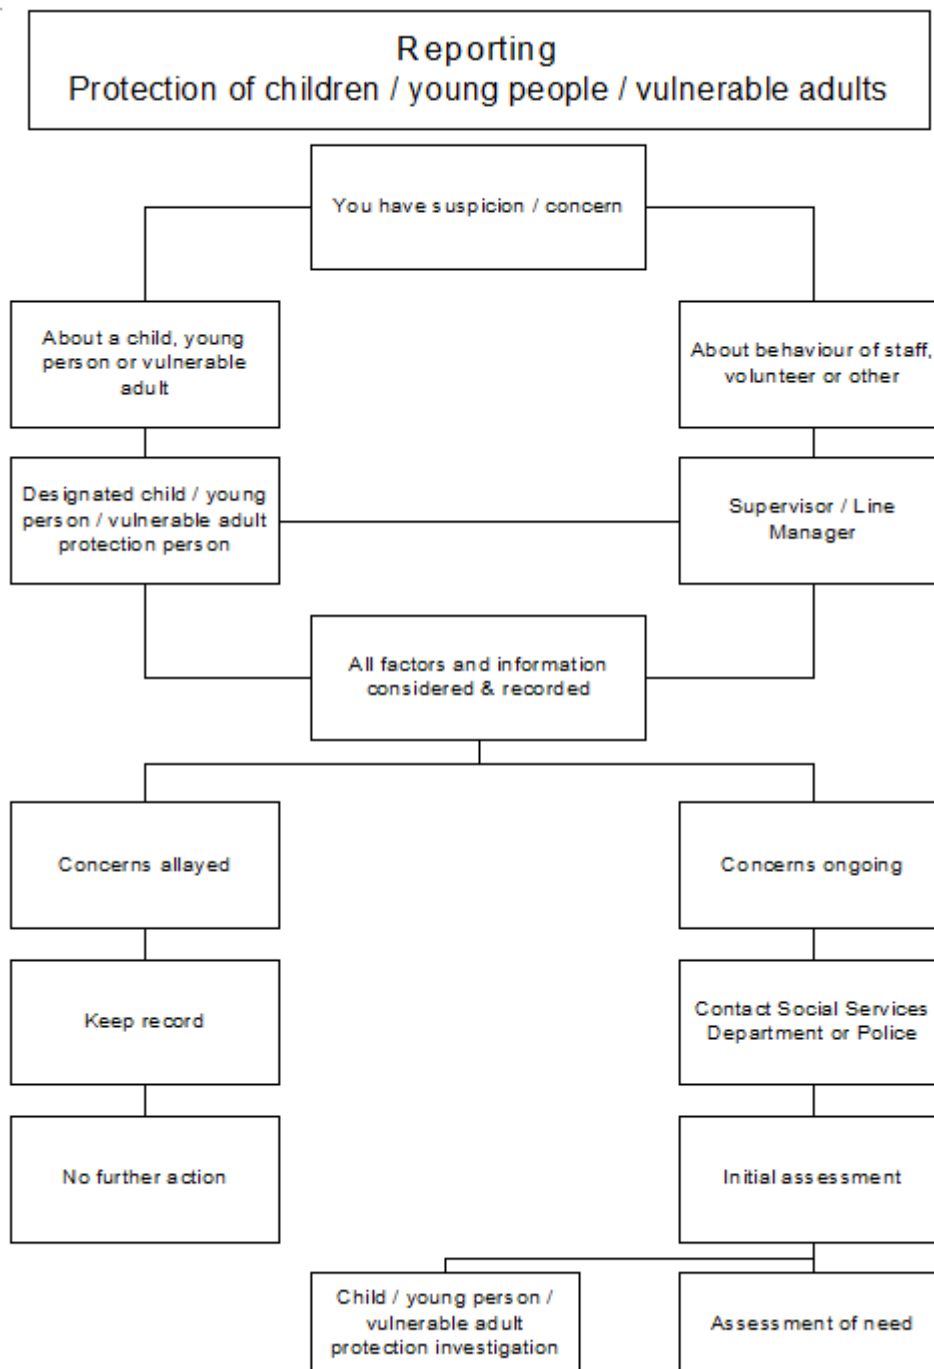 Reporting
Protection of children / young people / vulnerable adults
You have suspicion / concern
About a child, young
person or vulnerable
adult
About behaviour of staff,
volunteer or other
Designated child / young
person / vulnerable adult
protection person
Supervisor / Line
Manager
All factors and information
considered & recorded
Concerns allayed
Concerns ongoing
Keep record
Contact Social Services
Department or Police
No further action
Initial assessment
Child / young person /
vulnerable adult
protection investigation
Assessment of need